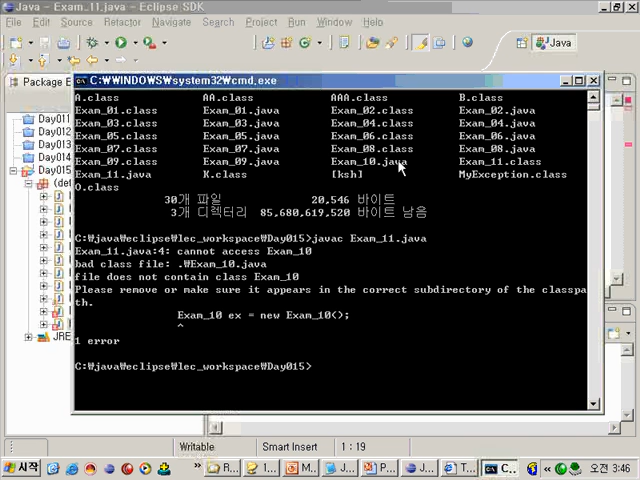 Java - Exam_11.java - Eclipse SDK
File Edit Source Refactor Navigate Search Project Run Window Help
Java
Package E
Day011
Day012
Day013
Day014
Day015
(de
JRE
C:\WINDOWS\system32\cmd.exe
A.class AA.class AAA.class B.class
Exam_01.class Exam_01.java Exam_02.class Exam_02.java
Exam_03.class Exam_03.java Exam_04.class Exam_04.java
Exam_05.class Exam_05.java Exam_06.class Exam_06.java
Exam_07.class Exam_07.java Exam_08.class Exam_08.java
Exam_09.class Exam_09.java Exam_10.java Exam_11.class
Exam_11.java K.class [ksh] MyException.class
O.class
30개 파일 20,546 바이트
3개 디렉터리 85,680,619,520 바이트 남음
C:₩java₩eclipse₩lec_workspace₩Day015>javac Exam_11.java
Exam_11.java:4: cannot access Exam_10
bad class file: .₩Exam_10.java
file does not contain class Exam_10
Please remove or make sure it appears in the correct subdirectory of the classpa
th.
Exam_10 ex = new Exam_10();
^
1 error
C:₩java₩eclipse₩lec_workspace₩Day015>
Writable Smart Insert 1 : 19
시작 R... 1... M... J... P... J... T... C... 오전 3:46